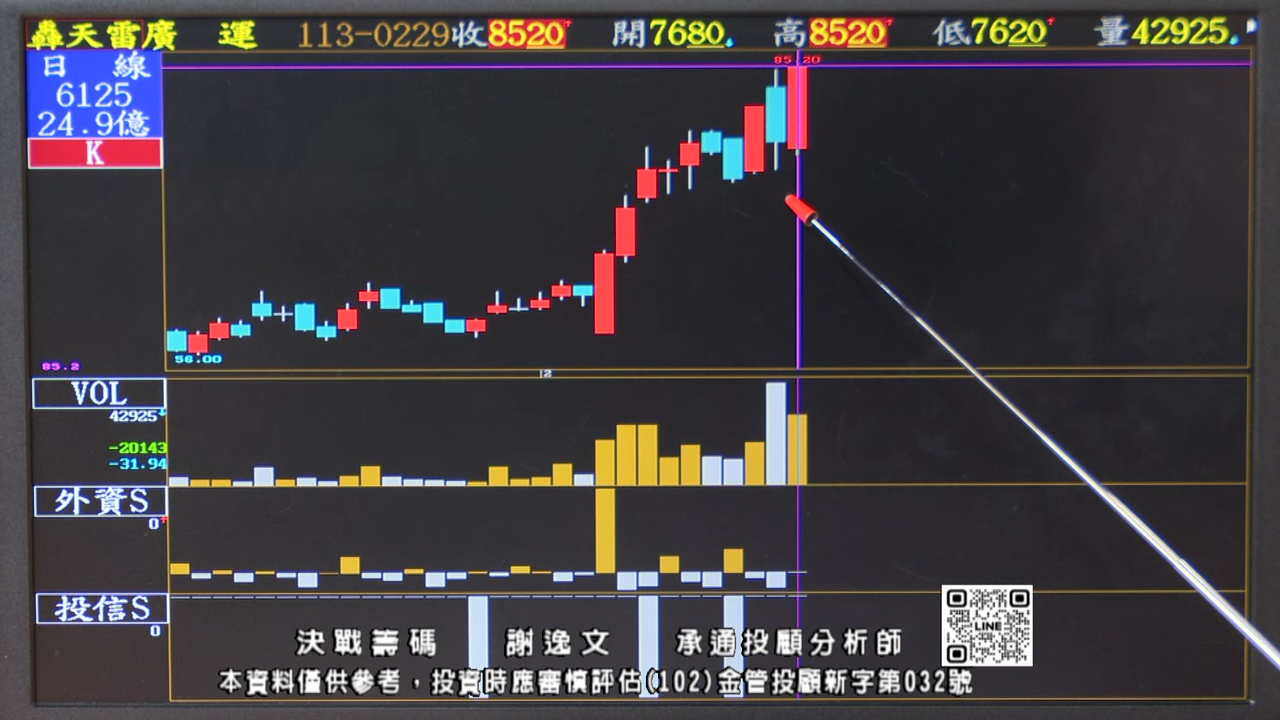 轟天雷廣 運 113-0229收8520 開7680 高8520 低7620 量42925
日 線
6125
24.9億
K
85.20
56.00
85.2
12
VOL
42925
-20143
-31.94
外資S
0
投信S
0
LINE
決戰籌碼 謝逸文 承通投顧分析師
本資料僅供參考，投資時應審慎評估(102)金管投顧新字第032號